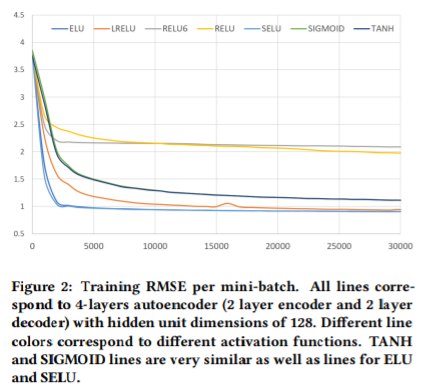 4.5
ELU LRELU RELU6 RELU SELU SIGMOID TANH
4
3.5
3
2.5
2
1.5
1
0.5
0 5000 10000 15000 20000 25000 30000
Figure 2: Training RMSE per mini-batch. All lines corre-
spond to 4-layers autoencoder (2 layer encoder and 2 layer
decoder) with hidden unit dimensions of 128. Different line
colors correspond to different activation functions. TANH
and SIGMOID lines are very similar as well as lines for ELU
and SELU.